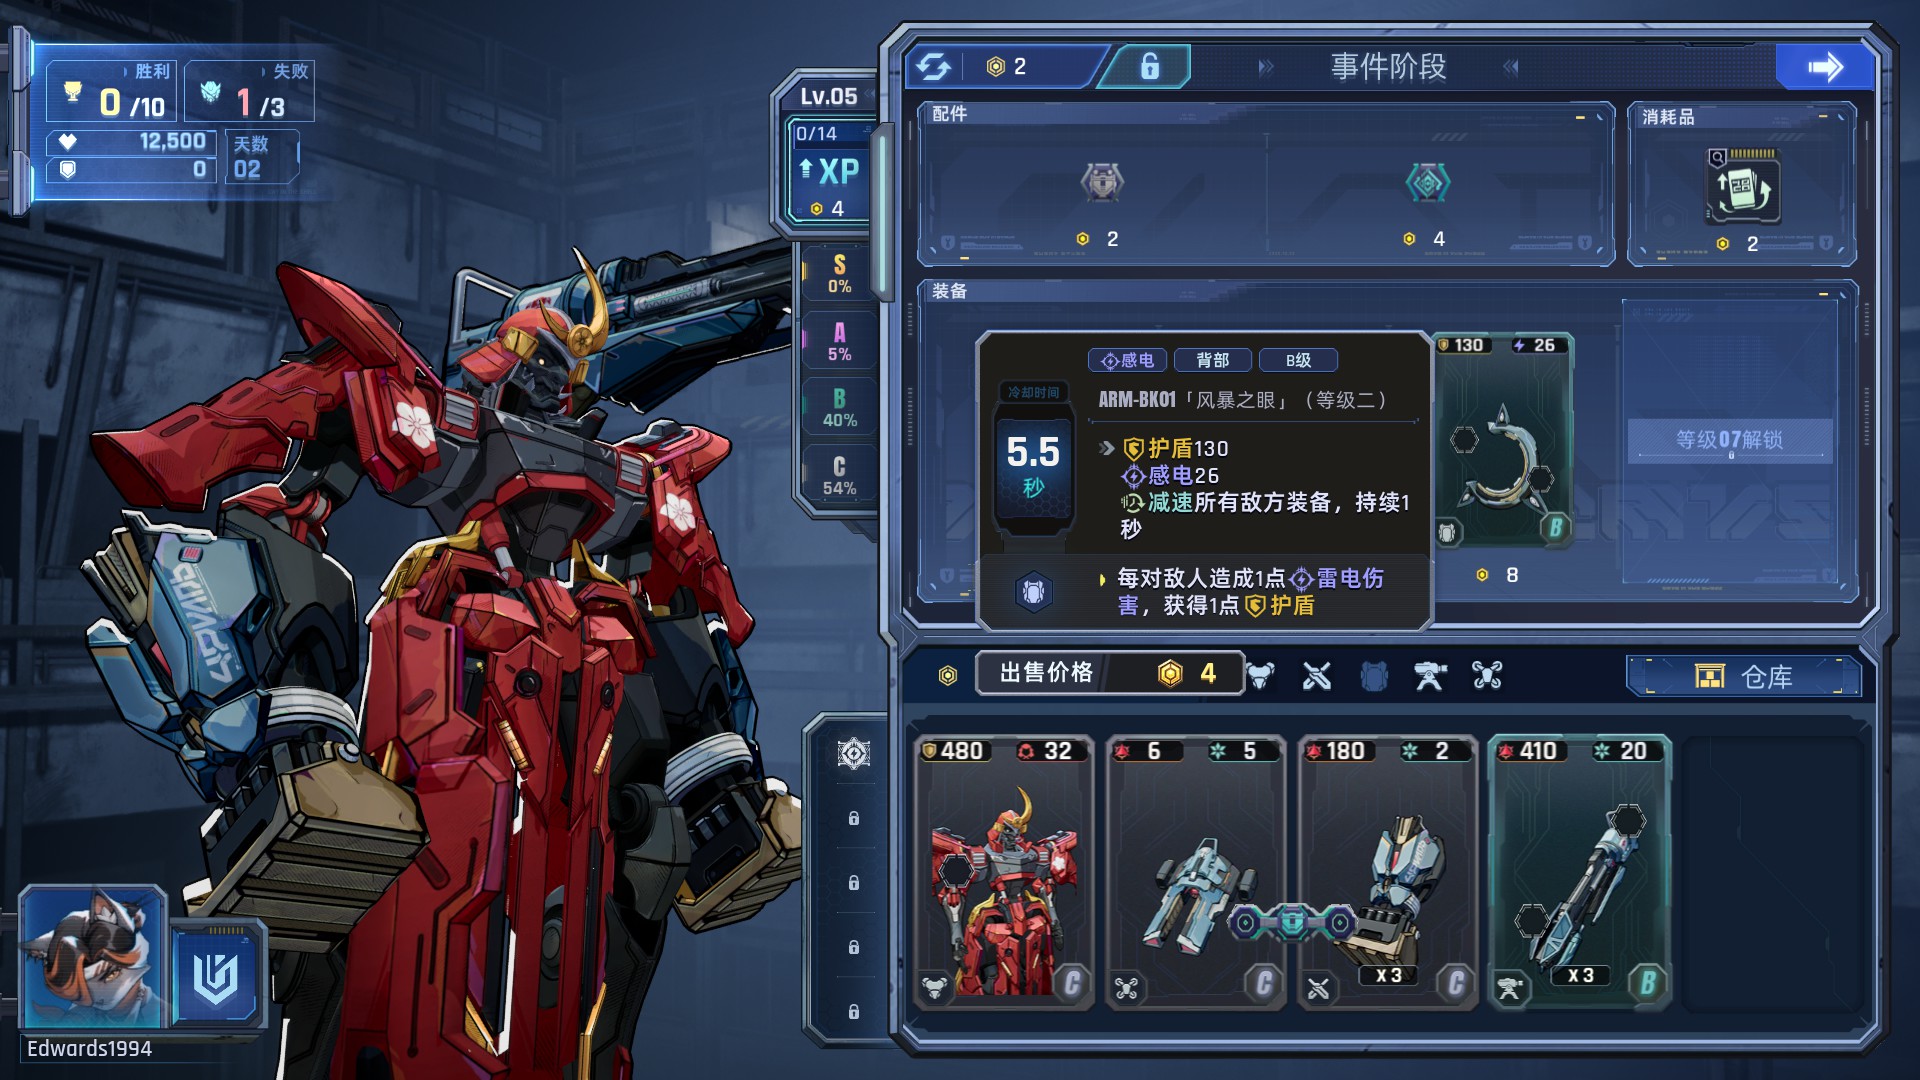 胜利
0/10
失败
1/3
12,500
0
天数
02
Lv.05
0/14
XP
4
S
0%
A
5%
B
40%
C
54%
2
事件阶段
配件
2
4
消耗品
2
装备
感电
背部
B级
冷却时间
5.5
秒
ARM-BK01「风暴之眼」（等级二）
护盾130
感电26
减速所有敌方装备，持续1
秒
每对敌人造成1点雷电伤
害，获得1点护盾
130
26
B
8
等级07解锁
出售价格
4
仓库
480
32
C
6
5
C
180
2
x3
C
410
20
x3
B
Edwards1994